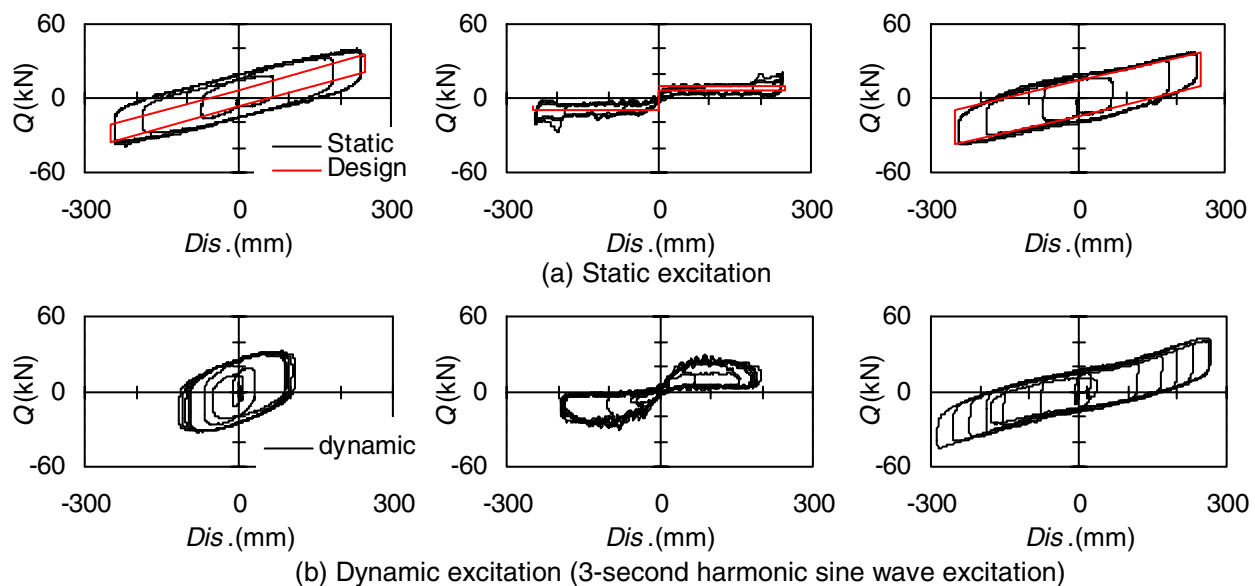 60
0
-60
Q(kN)
-300
0
300
Dis.(mm)
Static
Design
60
0
-60
Q(kN)
-300
0
300
Dis.(mm)
60
0
-60
Q(kN)
-300
0
300
Dis.(mm)
(a) Static excitation
60
0
-60
Q(kN)
-300
0
300
Dis.(mm)
dynamic
60
0
-60
Q(kN)
-300
0
300
Dis.(mm)
60
0
-60
Q(kN)
-300
0
300
Dis.(mm)
(b) Dynamic excitation (3-second harmonic sine wave excitation)